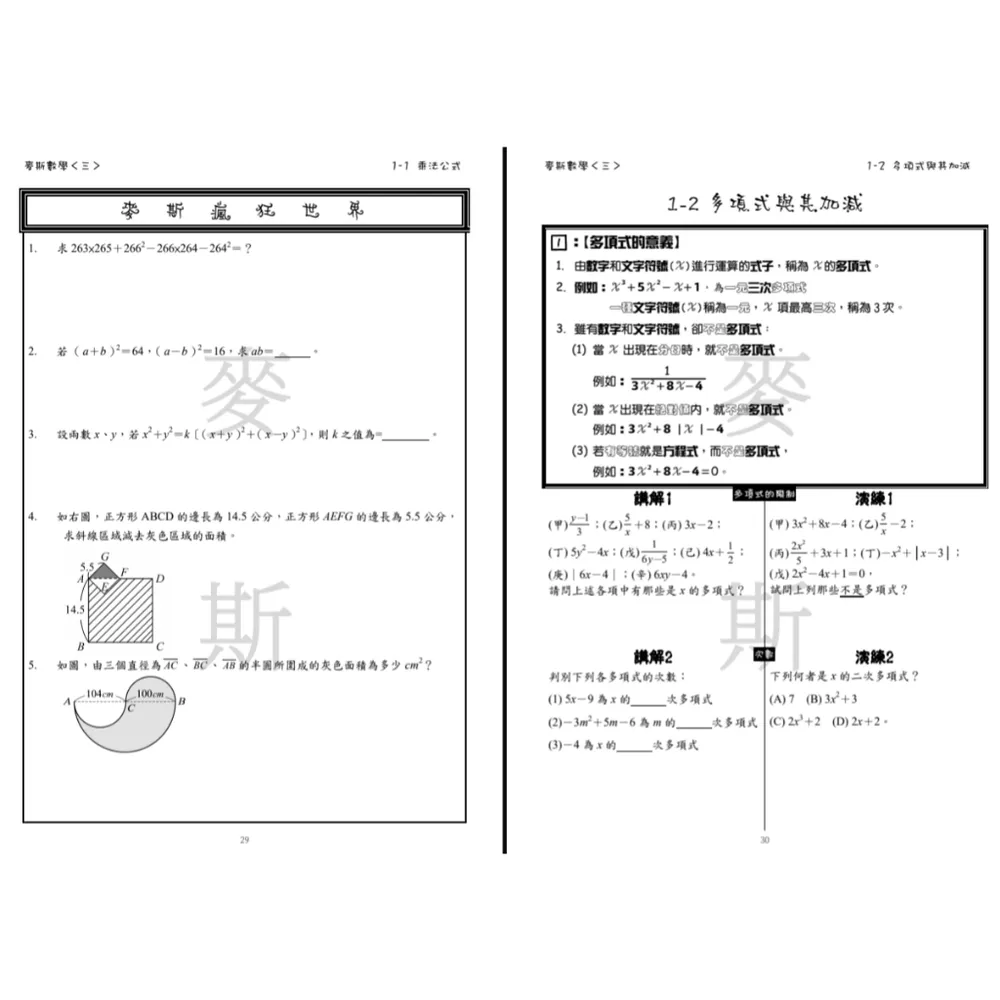 麥斯數學＜三＞
1-1 乘法公式
麥斯瘋狂世界
1. 求 263x265＋266²－266x264－264²＝？
2. 若（a＋b）²＝64，（a－b）²＝16，求 ab＝______。
3. 設兩數 x、y，若 x²＋y²＝k〔（x＋y）²＋（x－y）²〕，則 k 之值為=________。
4. 如右圖，正方形 ABCD 的邊長為 14.5 公分，正方形 AEFG 的邊長為 5.5 公分，
求斜線區域減去灰色區域的面積。
G
5.5
F
A
E
D
14.5
B
C
5. 如圖，由三個直徑為 AC、BC、AB 的半圓所圍成的灰色面積為多少 cm²？
104cm
100cm
A
C
B
29
麥斯
麥斯數學＜三＞
1-2 多項式與其加減
1-2 多項式與其加減
1：【多項式的意義】
1. 由數字和文字符號(x)進行運算的式子，稱為 x的多項式。
2. 例如：x³＋5x²－x＋1，為一元三次多項式
一種文字符號(x)稱為一元，x 項最高三次，稱為 3 次。
3. 雖有數字和文字符號，卻不是多項式：
(1) 當 x 出現在分母時，就不是多項式。
例如：1/(3x²＋8x－4)
(2) 當 x 出現在絕對值內，就不是多項式。
例如：3x²＋8｜x｜－4
(3) 若有等號就是方程式，而不是多項式，
例如：3x²＋8x－4＝0。
多項式的限制
講解1
(甲)(y－1)/3；(乙)5/x＋8；(丙) 3x－2；
(丁) 5y²－4x；(戊)1/(6y－5)；(己) 4x＋1/2；
(庚)｜6x－4｜；(辛) 6xy－4。
請問上述各項中有那些是 x 的多項式？
演練1
(甲) 3x²＋8x－4；(乙)5/x－2；
(丙)2x²/5＋3x＋1；(丁)－x²＋｜x－3｜；
(戊) 2x²－4x＋1＝0，
試問上列那些不是多項式？
次數
講解2
判別下列各多項式的次數：
(1) 5x－9 為 x 的______次多項式
(2)－3m²＋5m－6 為 m 的______次多項式
(3)－4 為 x 的______次多項式
演練2
下列何者是 x 的二次多項式？
(A) 7 (B) 3x²＋3
(C) 2x³＋2 (D) 2x＋2。
30
麥斯